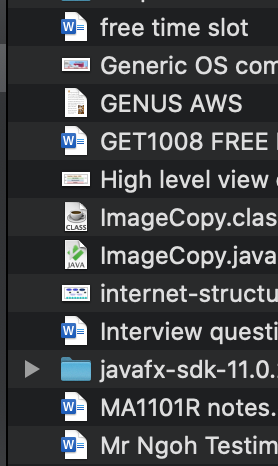 free time slot
Generic OS com
GENUS AWS
GET1008 FREE
High level view
ImageCopy.clas
ImageCopy.java
internet-structu
Interview questi
javafx-sdk-11.0.
MA1101R notes.
Mr Ngoh Testim